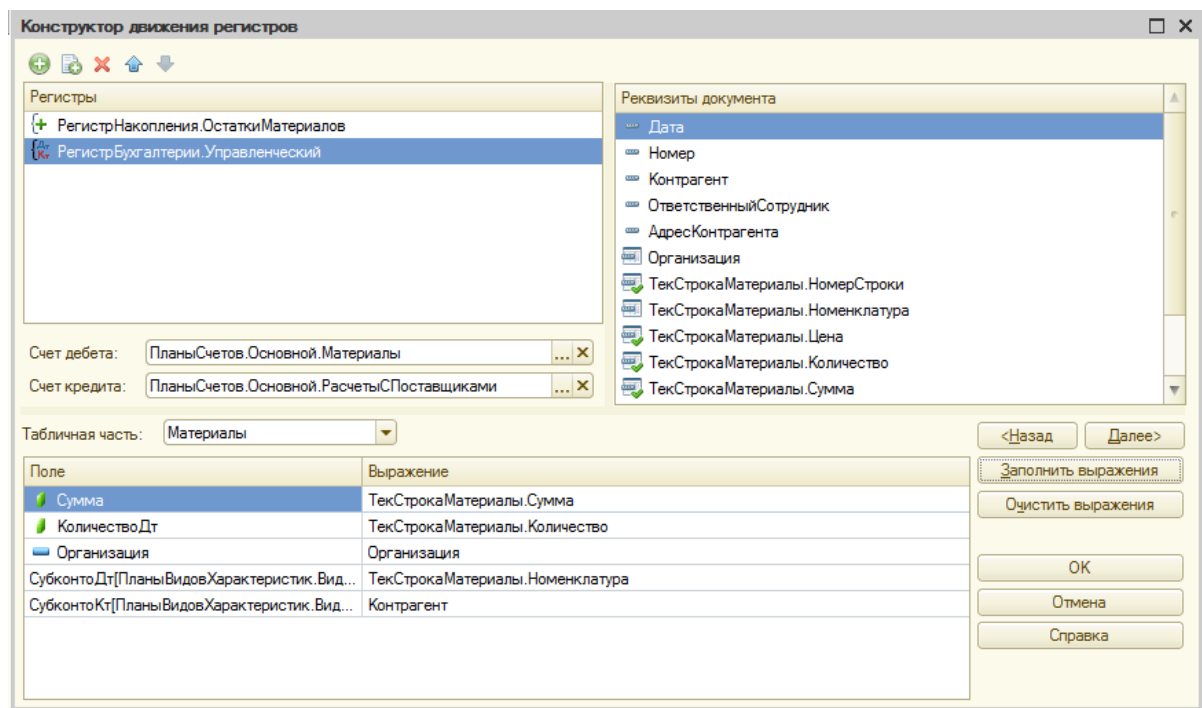 Конструктор движения регистров
Регистры
РегистрНакопления.ОстаткиМатериалов
РегистрБухгалтерии.Управленческий
Счет дебета: ПланыСчетов.Основной.Материалы ...
Счет кредита: ПланыСчетов.Основной.РасчетыСПоставщиками ...
Реквизиты документа
Дата
Номер
Контрагент
ОтветственныйСотрудник
АдресКонтрагента
Организация
ТекСтрокаМатериалы.НомерСтроки
ТекСтрокаМатериалы.Номенклатура
ТекСтрокаМатериалы.Цена
ТекСтрокаМатериалы.Количество
ТекСтрокаМатериалы.Сумма
Табличная часть: Материалы
<Назад Далее>
Поле Выражение
Сумма ТекСтрокаМатериалы.Сумма
КоличествоДт ТекСтрокаМатериалы.Количество
Организация Организация
СубконтоДт[ПланыВидовХарактеристик.Вид... ТекСтрокаМатериалы.Номенклатура
СубконтоКт[ПланыВидовХарактеристик.Вид... Контрагент
Заполнить выражения
Очистить выражения
ОК
Отмена
Справка